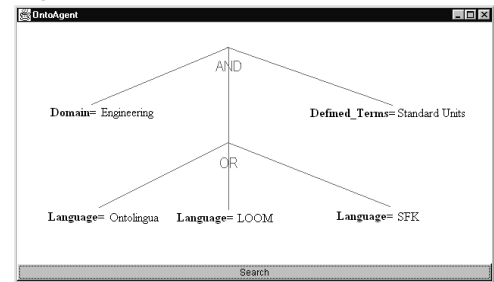 OntoAgent
AND
Domain= Engineering
Defined_Terms= Standard Units
OR
Language= Ontolingua
Language= LOOM
Language= SFK
Search